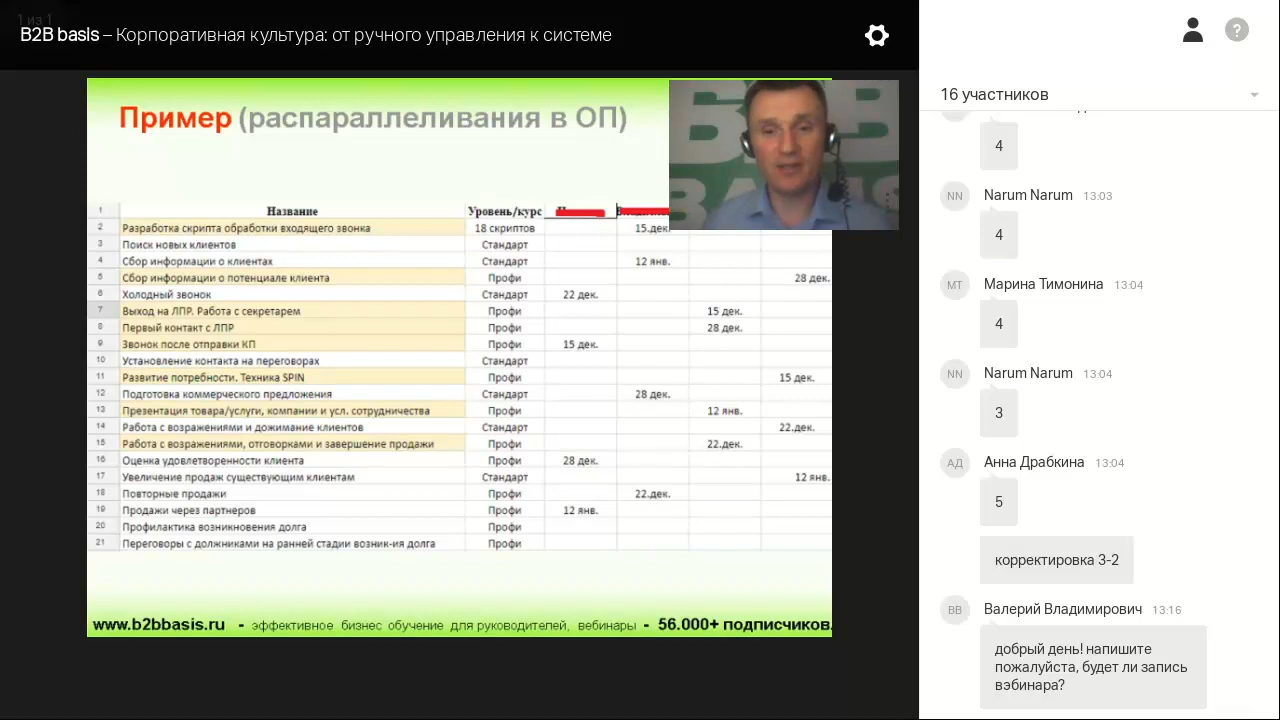 1 из 1
B2B basis – Корпоративная культура: от ручного управления к системе
Пример (распараллеливания в ОП)
1 Название Уровень/курс
2 Разработка скрипта обработки входящего звонка 18 скриптов 15.дек.
3 Поиск новых клиентов Стандарт
4 Сбор информации о клиентах Стандарт 12 янв.
5 Сбор информации о потенциале клиента Профи 28 дек.
6 Холодный звонок Стандарт 22 дек.
7 Выход на ЛПР. Работа с секретарем Профи 15 дек.
8 Первый контакт с ЛПР Профи 28 дек.
9 Звонок после отправки КП Профи 15 дек.
10 Установление контакта на переговорах Стандарт
11 Развитие потребности. Техника SPIN Профи 15 дек.
12 Подготовка коммерческого предложения Стандарт 28 дек.
13 Презентация товара/услуги, компании и усл. сотрудничества Профи 12 янв.
14 Работа с возражениями и дожимание клиентов Стандарт 22.дек.
15 Работа с возражениями, отговорками и завершение продажи Профи 22.дек.
16 Оценка удовлетворенности клиента Профи 28 дек.
17 Увеличение продаж существующим клиентам Стандарт 12 янв.
18 Повторные продажи Профи 22.дек.
19 Продажи через партнеров Профи 12 янв.
20 Профилактика возникновения долга Профи
21 Переговоры с должниками на ранней стадии возник-ия долга Профи
www.b2bbasis.ru - эффективное бизнес обучение для руководителей, вебинары - 56.000+ подписчиков.
?
16 участников
4
NN Narum Narum 13:03
4
МТ Марина Тимонина 13:04
4
NN Narum Narum 13:04
3
АД Анна Драбкина 13:04
5
корректировка 3-2
ВВ Валерий Владимирович 13:16
добрый день! напишите
пожалуйста, будет ли запись
вэбинара?